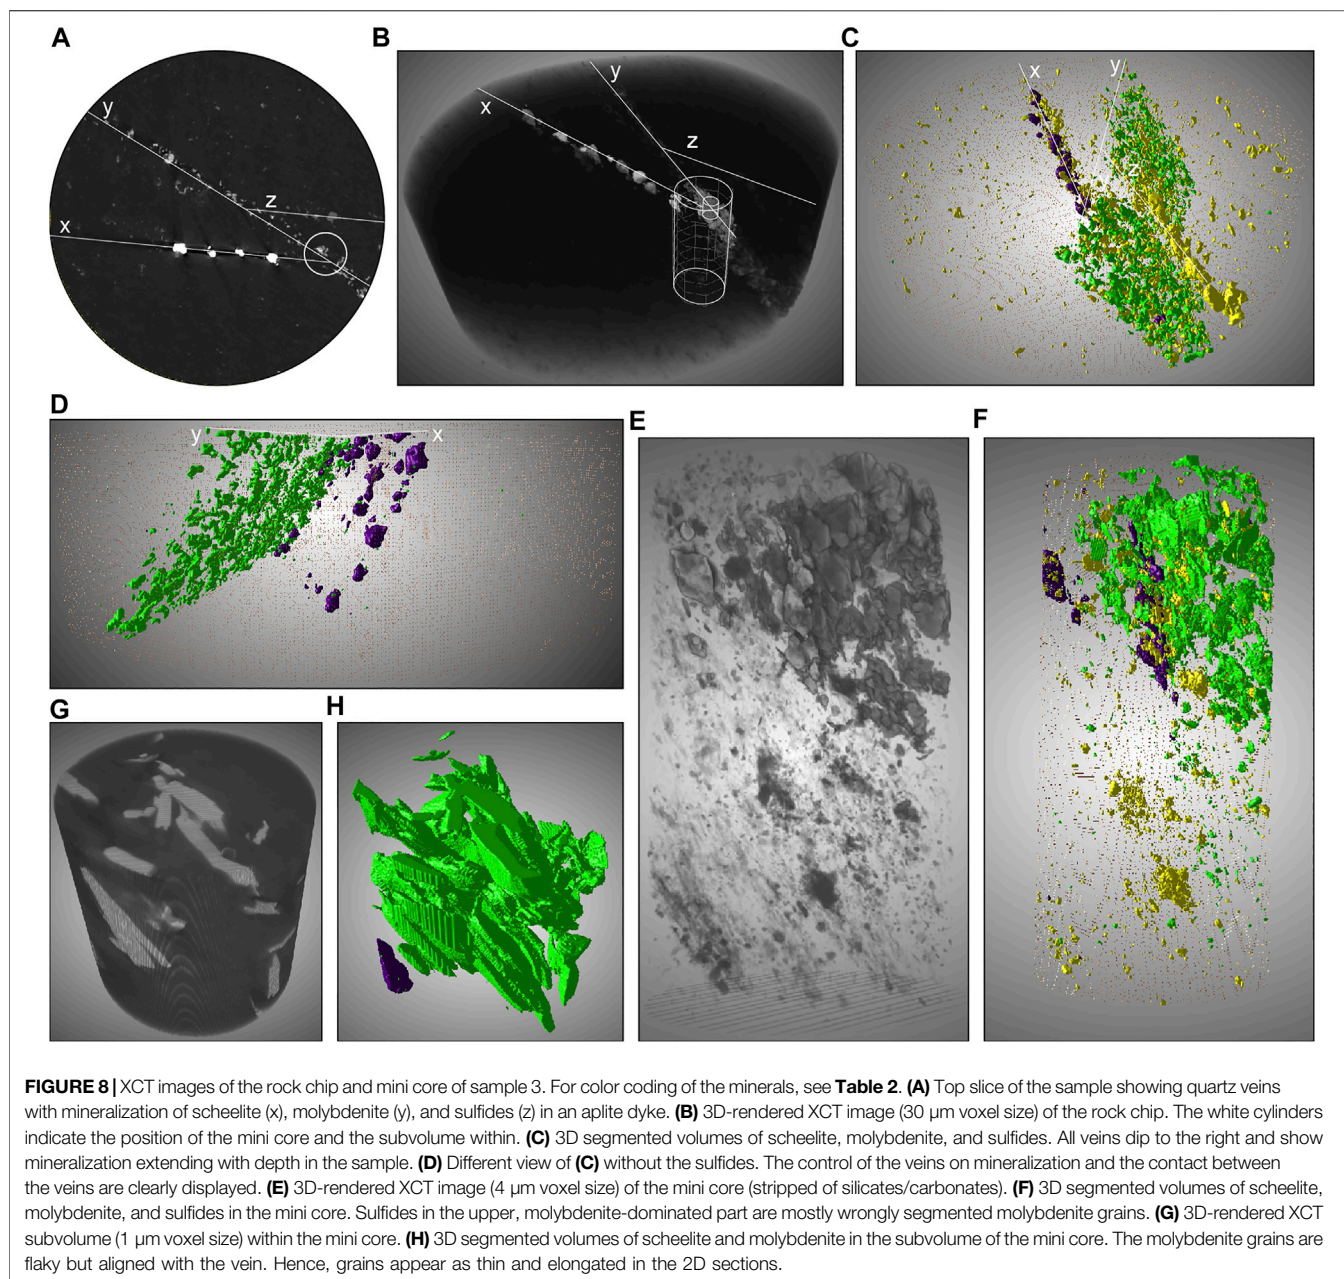 A
B
C
y
z
x
y
x
z
x
y
z
D
E
F
y
x
G
H
FIGURE 8 | XCT images of the rock chip and mini core of sample 3. For color coding of the minerals, see Table 2. (A) Top slice of the sample showing quartz veins
with mineralization of scheelite (x), molybdenite (y), and sulfides (z) in an aplite dyke. (B) 3D-rendered XCT image (30 µm voxel size) of the rock chip. The white cylinders
indicate the position of the mini core and the subvolume within. (C) 3D segmented volumes of scheelite, molybdenite, and sulfides. All veins dip to the right and show
mineralization extending with depth in the sample. (D) Different view of (C) without the sulfides. The control of the veins on mineralization and the contact between
the veins are clearly displayed. (E) 3D-rendered XCT image (4 µm voxel size) of the mini core (stripped of silicates/carbonates). (F) 3D segmented volumes of scheelite,
molybdenite, and sulfides in the mini core. Sulfides in the upper, molybdenite-dominated part are mostly wrongly segmented molybdenite grains. (G) 3D-rendered XCT
subvolume (1 µm voxel size) within the mini core. (H) 3D segmented volumes of scheelite and molybdenite in the subvolume of the mini core. The molybdenite grains are
flaky but aligned with the vein. Hence, grains appear as thin and elongated in the 2D sections.